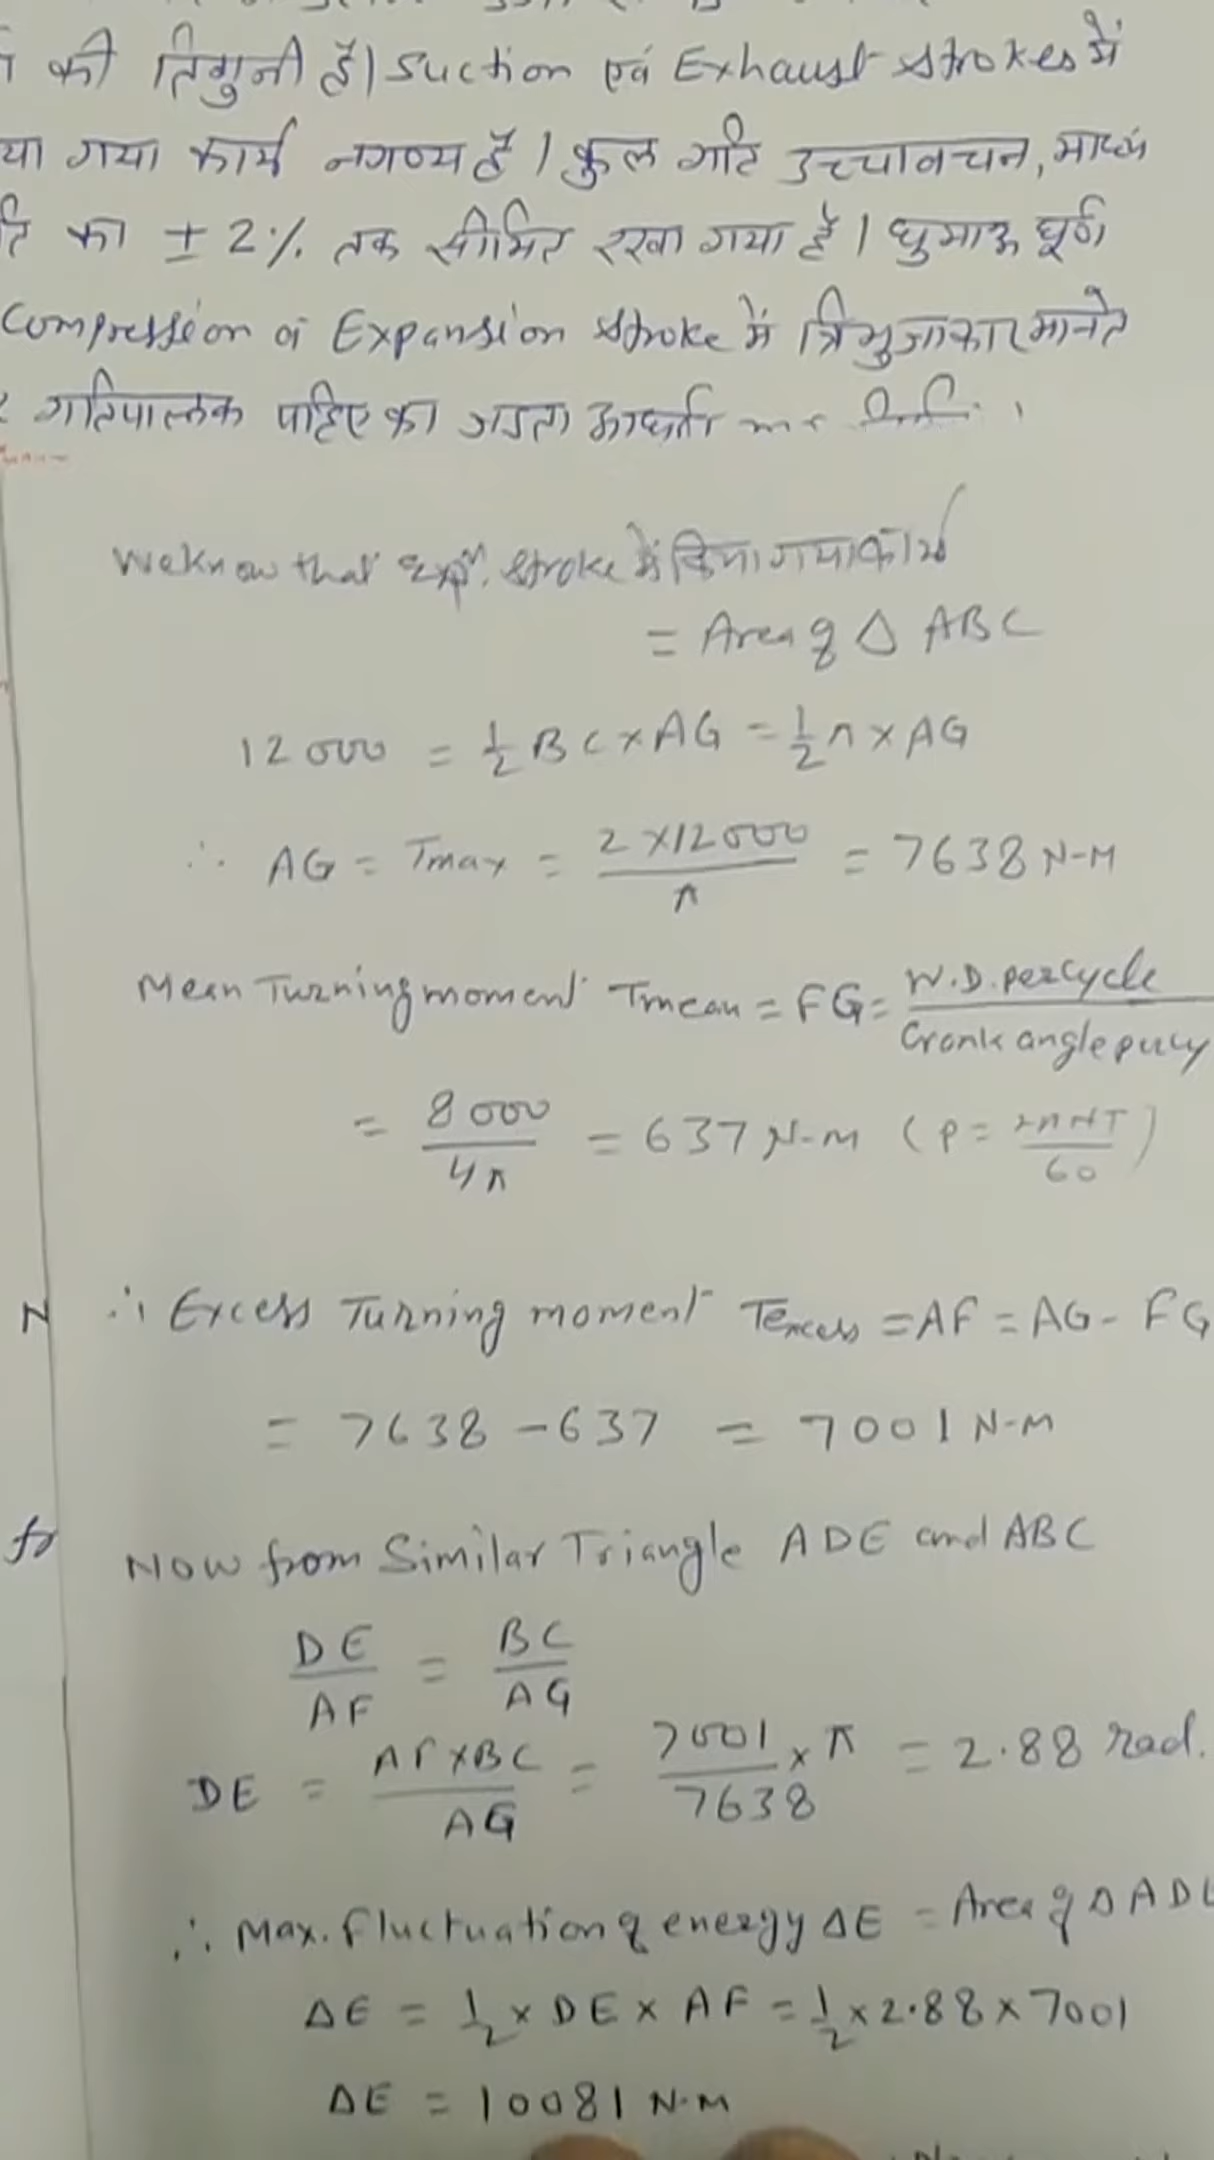 की तिगुनी है। Suction एवं Exhaust strokes में
या गया कार्य नगण्य है। कुल गति उच्चावचन, माध्य
का ± 2% तक सीमित रखा गया है। घुमाऊ घूर्ण
Compression व Expansion stroke में त्रिभुजाकार मानते
गतिपालक पहिए का जड़ता आघूर्ण
We know that expn. stroke में किया गया कार्य
= Area of Δ ABC
12000 = 1/2 BC × AG = 1/2 π × AG
∴ AG = Tmax = 2×12000/π = 7638 N-M
Mean Turning moment Tmean = FG = W.D. per cycle/Crank angle per cy
= 8000/4π = 637 N-m (P = 2πNT/60)
N
∴ Excess Turning moment Texcess = AF = AG - FG
= 7638 - 637 = 7001 N-M
for
Now from Similar Triangle ADE and ABC
DE/AF = BC/AG
DE = AF×BC/AG = 7001/7638 × π = 2.88 rad.
∴ Max. Fluctuation of energy ΔE = Area of Δ ADE
ΔE = 1/2 × DE × AF = 1/2 × 2.88 × 7001
ΔE = 10081 N-M